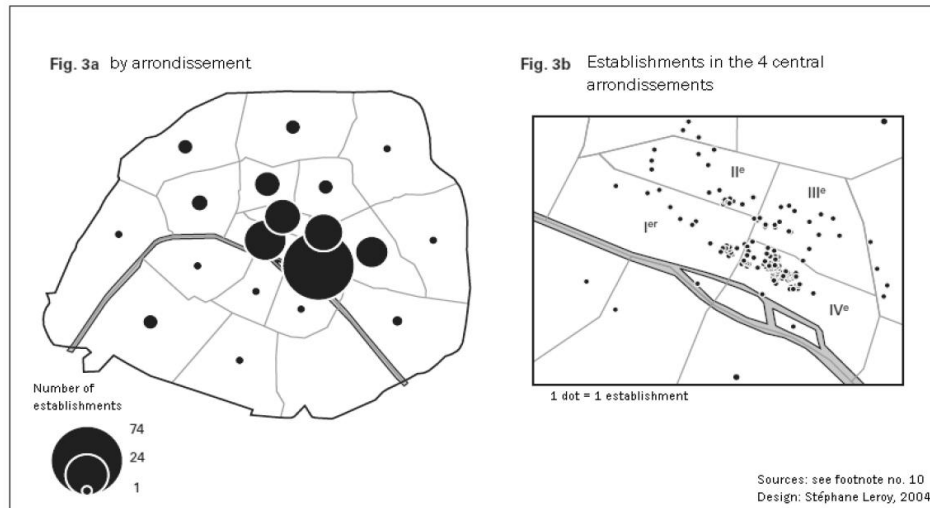 Fig. 3a by arrondissement
Number of
establishments
74
24
1
Fig. 3b Establishments in the 4 central
arrondissements
IIe
IIIe
Ier
IVe
1 dot = 1 establishment
Sources: see footnote no. 10
Design: Stéphane Leroy, 2004